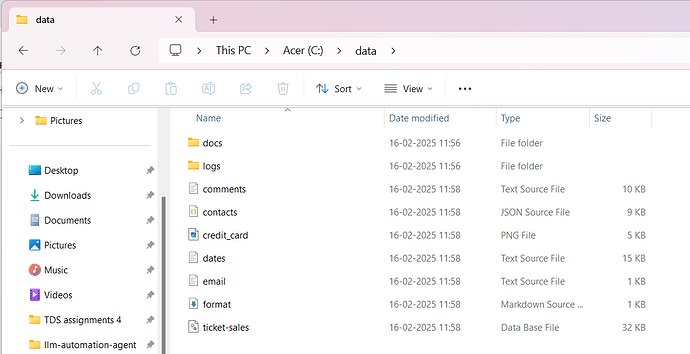 data
This PC Acer (C:) data
New Sort View
Name Date modified Type Size
Pictures
docs 16-02-2025 11:56 File folder
logs 16-02-2025 11:56 File folder
Desktop
comments 16-02-2025 11:58 Text Source File 10 KB
Downloads
contacts 16-02-2025 11:58 JSON Source File 9 KB
Documents
credit_card 16-02-2025 11:58 PNG File 5 KB
Pictures
dates 16-02-2025 11:58 Text Source File 15 KB
Music
email 16-02-2025 11:58 Text Source File 1 KB
Videos
format 16-02-2025 11:58 Markdown Source ... 1 KB
TDS assignments 4
ticket-sales 16-02-2025 11:58 Data Base File 32 KB
llm-automation-agent